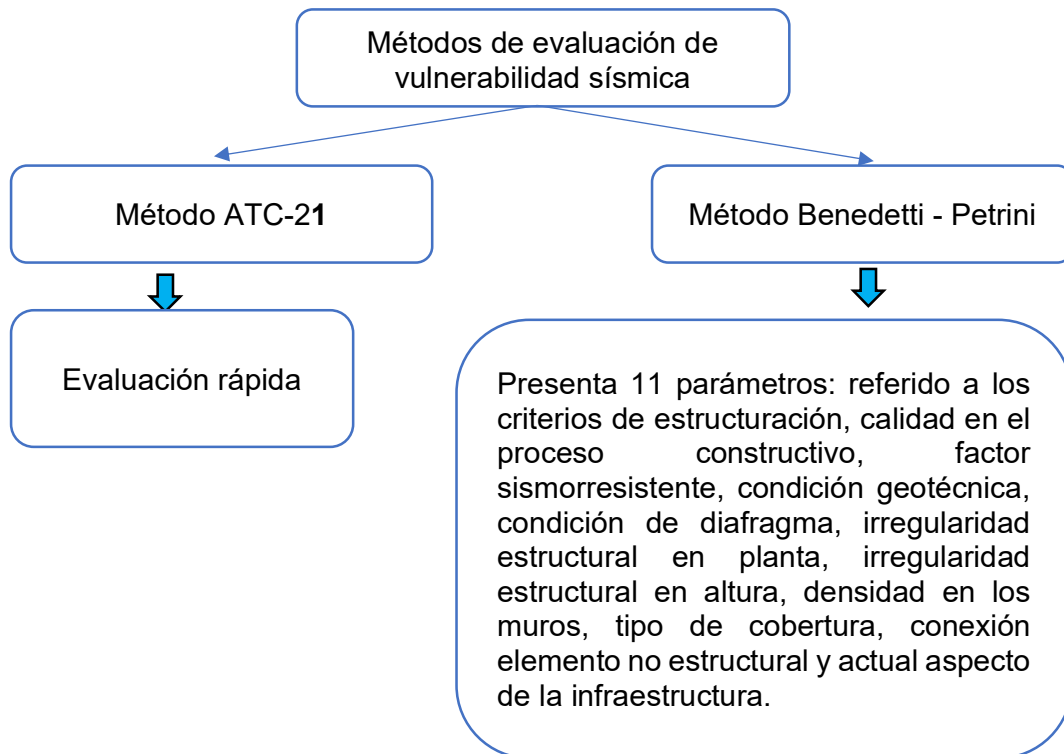 Métodos de evaluación de
vulnerabilidad sísmica
Método ATC-21
Método Benedetti - Petrini
Evaluación rápida
Presenta 11 parámetros: referido a los
criterios de estructuración, calidad en el
proceso constructivo, factor
sismorresistente, condición geotécnica,
condición de diafragma, irregularidad
estructural en planta, irregularidad
estructural en altura, densidad en los
muros, tipo de cobertura, conexión
elemento no estructural y actual aspecto
de la infraestructura.